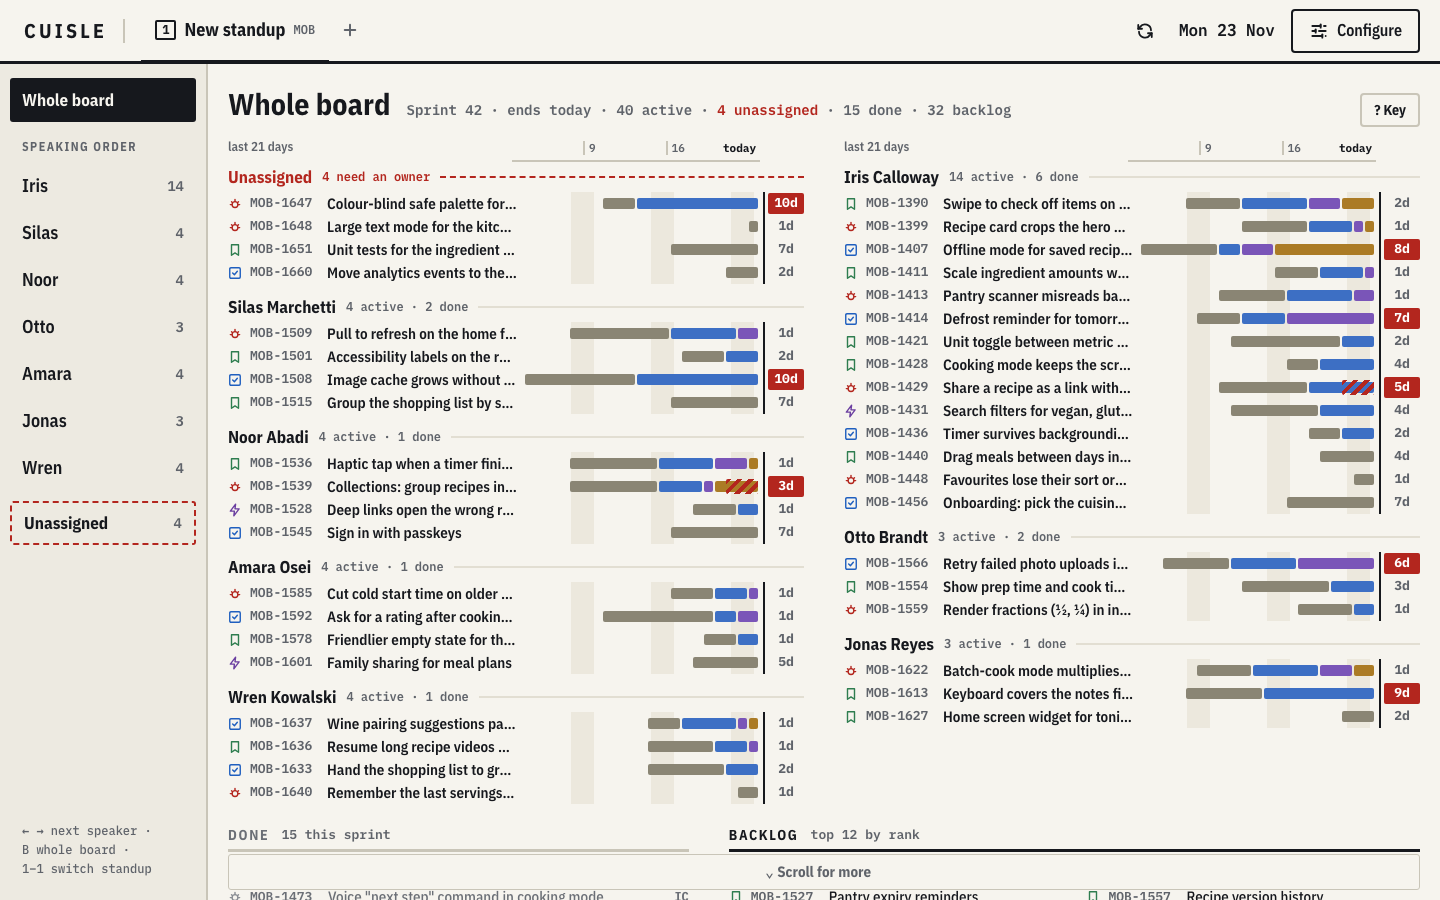 CUISLE
1 New standup MOB +
Mon 23 Nov
Configure
Whole board
SPEAKING ORDER
Iris 14
Silas 4
Noor 4
Otto 3
Amara 4
Jonas 3
Wren 4
Unassigned 4
← → next speaker ·
B whole board ·
1–1 switch standup
Whole board Sprint 42 · ends today · 40 active · 4 unassigned · 15 done · 32 backlog
? Key
last 21 days 9 16 today
Unassigned 4 need an owner
MOB-1647 Colour-blind safe palette for... 10d
MOB-1648 Large text mode for the kitc... 1d
MOB-1651 Unit tests for the ingredient ... 7d
MOB-1660 Move analytics events to the... 2d
Silas Marchetti 4 active · 2 done
MOB-1509 Pull to refresh on the home f... 1d
MOB-1501 Accessibility labels on the r... 2d
MOB-1508 Image cache grows without ... 10d
MOB-1515 Group the shopping list by s... 7d
Noor Abadi 4 active · 1 done
MOB-1536 Haptic tap when a timer fini... 1d
MOB-1539 Collections: group recipes in... 3d
MOB-1528 Deep links open the wrong r... 1d
MOB-1545 Sign in with passkeys 7d
Amara Osei 4 active · 1 done
MOB-1585 Cut cold start time on older ... 1d
MOB-1592 Ask for a rating after cookin... 1d
MOB-1578 Friendlier empty state for th... 1d
MOB-1601 Family sharing for meal plans 5d
Wren Kowalski 4 active · 1 done
MOB-1637 Wine pairing suggestions pa... 1d
MOB-1636 Resume long recipe videos ... 1d
MOB-1633 Hand the shopping list to gr... 2d
MOB-1640 Remember the last servings... 1d
last 21 days 9 16 today
Iris Calloway 14 active · 6 done
MOB-1390 Swipe to check off items on ... 2d
MOB-1399 Recipe card crops the hero ... 1d
MOB-1407 Offline mode for saved recip... 8d
MOB-1411 Scale ingredient amounts w... 1d
MOB-1413 Pantry scanner misreads ba... 1d
MOB-1414 Defrost reminder for tomorr... 7d
MOB-1421 Unit toggle between metric ... 2d
MOB-1428 Cooking mode keeps the scr... 4d
MOB-1429 Share a recipe as a link with... 5d
MOB-1431 Search filters for vegan, glut... 4d
MOB-1436 Timer survives backgroundi... 2d
MOB-1440 Drag meals between days in... 4d
MOB-1448 Favourites lose their sort or... 1d
MOB-1456 Onboarding: pick the cuisin... 7d
Otto Brandt 3 active · 2 done
MOB-1566 Retry failed photo uploads i... 6d
MOB-1554 Show prep time and cook ti... 3d
MOB-1559 Render fractions (½, ¼) in in... 1d
Jonas Reyes 3 active · 1 done
MOB-1622 Batch-cook mode multiplies... 1d
MOB-1613 Keyboard covers the notes fi... 9d
MOB-1627 Home screen widget for toni... 2d
DONE 15 this sprint
BACKLOG top 12 by rank
Scroll for more
MOB-1473 Voice "next step" command in cooking mode IC
MOB-1527 Pantry expiry reminders
MOB-1557 Recipe version history